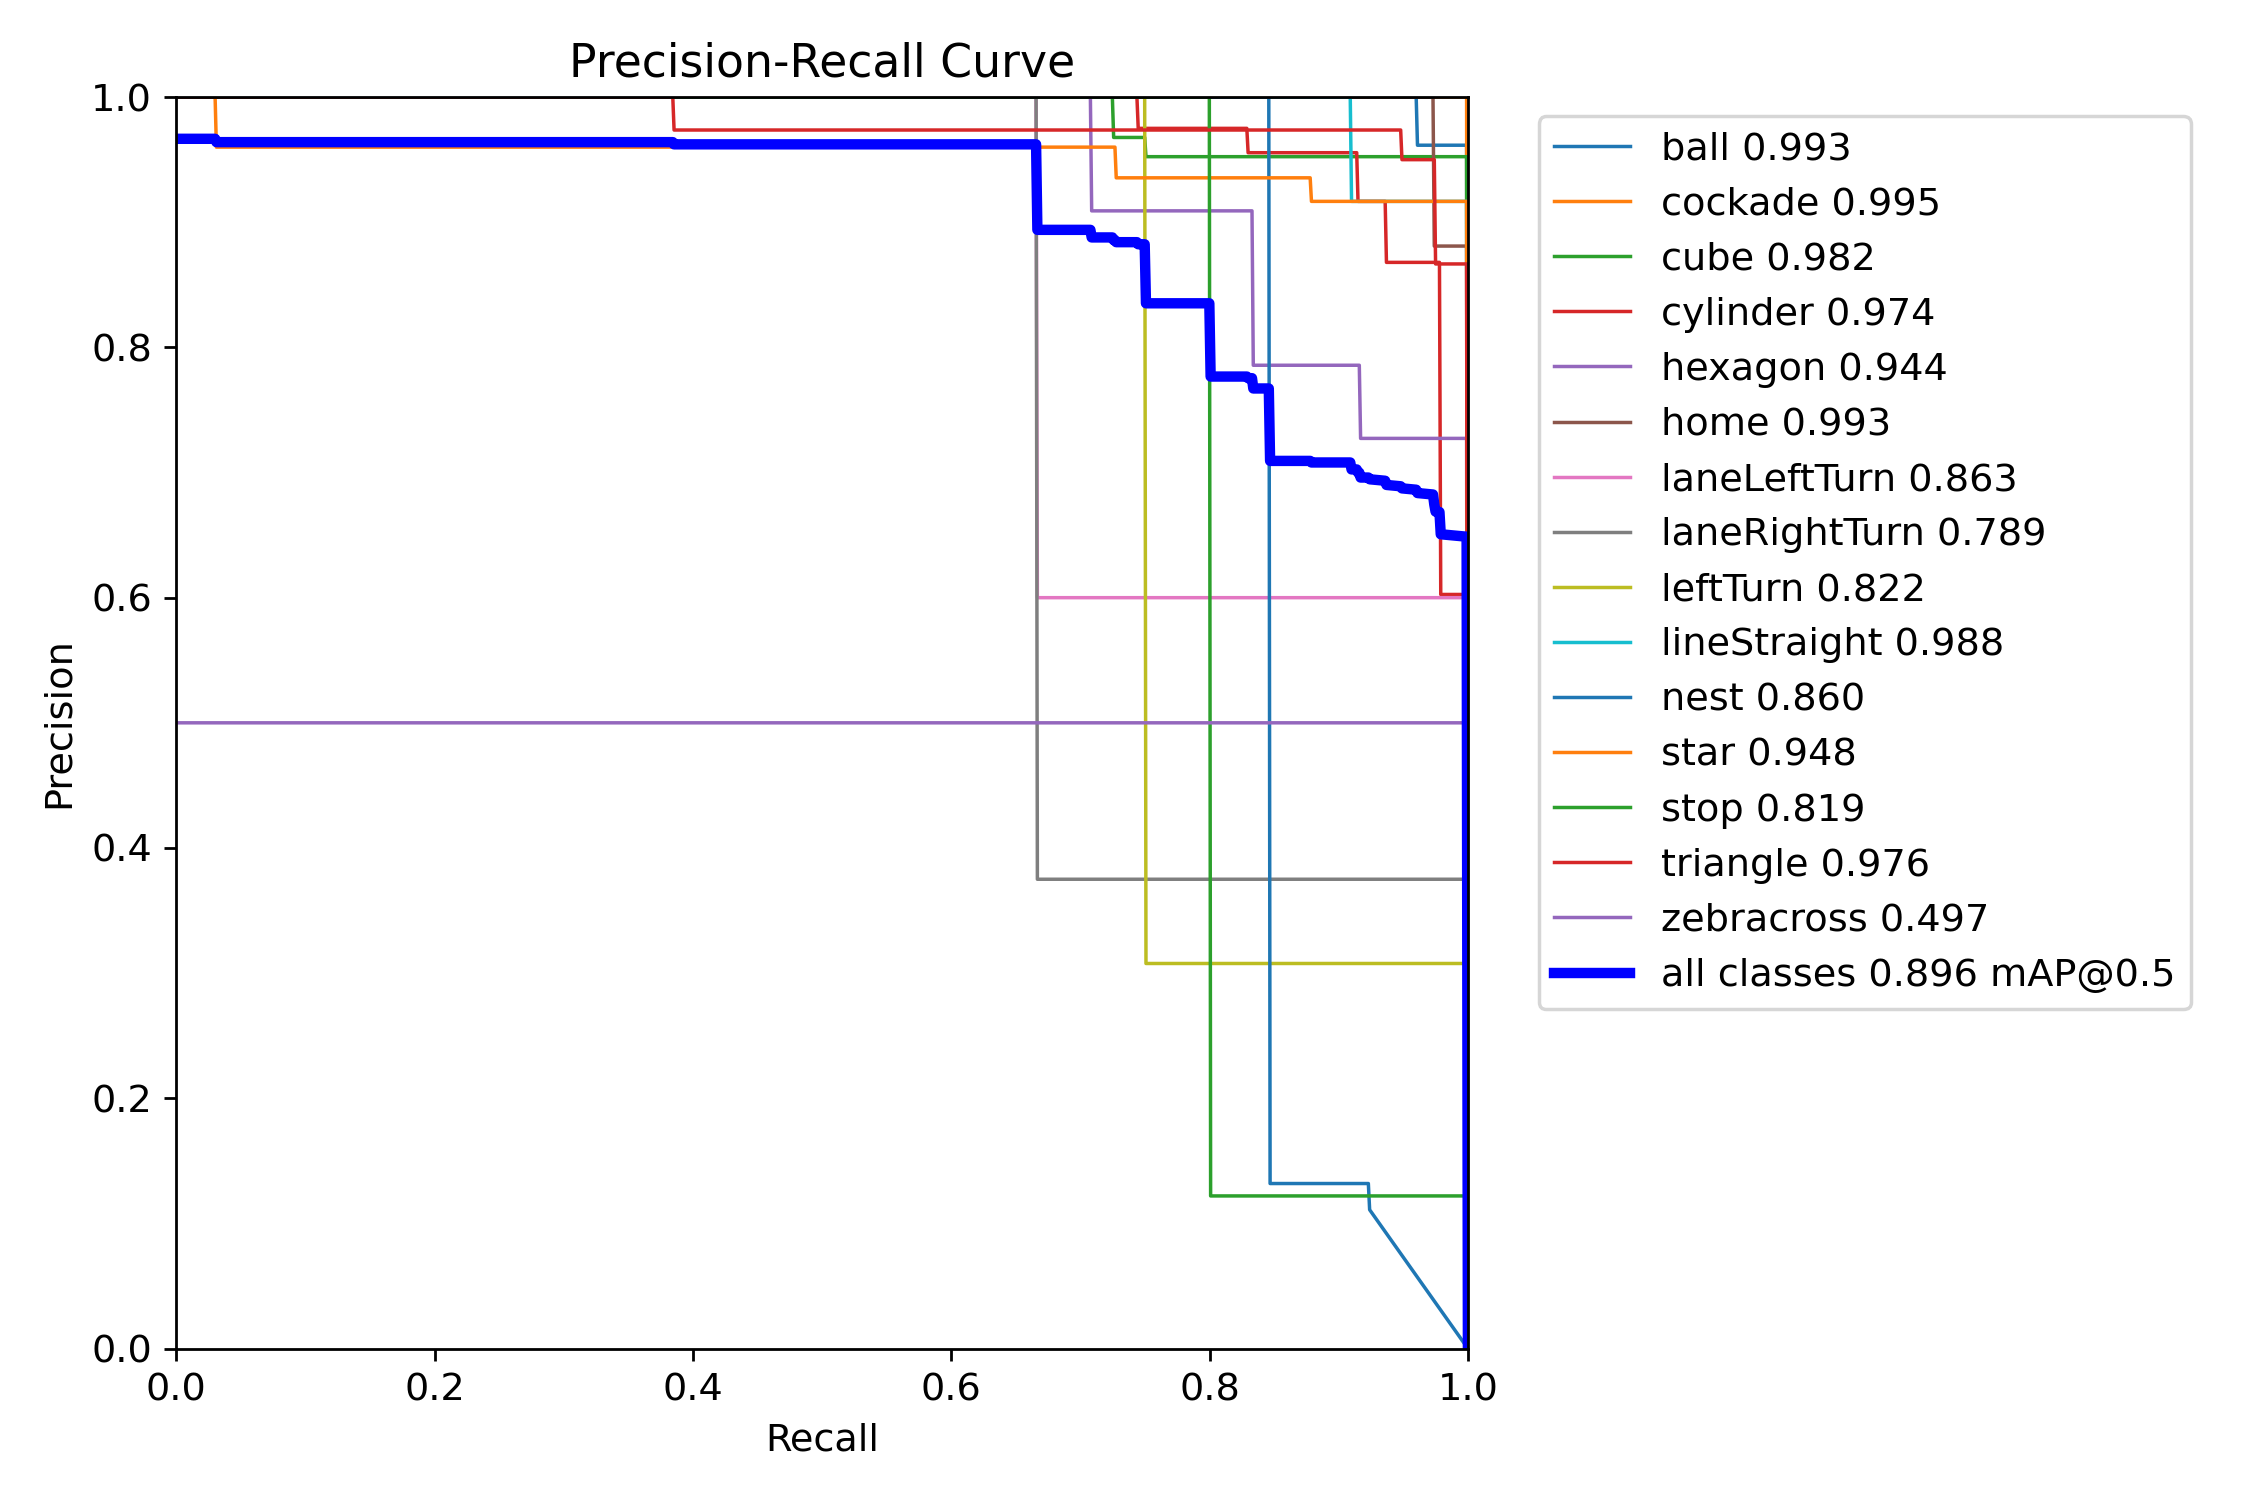 Precision-Recall Curve
1.0
0.8
0.6
0.4
0.2
0.0
Precision
0.0 0.2 0.4 0.6 0.8 1.0
Recall
ball 0.993
cockade 0.995
cube 0.982
cylinder 0.974
hexagon 0.944
home 0.993
laneLeftTurn 0.863
laneRightTurn 0.789
leftTurn 0.822
lineStraight 0.988
nest 0.860
star 0.948
stop 0.819
triangle 0.976
zebracross 0.497
all classes 0.896 mAP@0.5